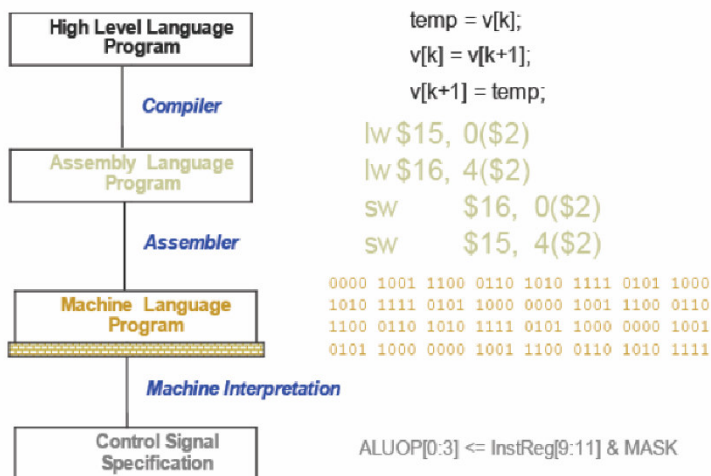 High Level Language
Program
temp = v[k];
v[k] = v[k+1];
v[k+1] = temp;
Compiler
Assembly Language
Program
lw $15, 0($2)
lw $16, 4($2)
sw $16, 0($2)
sw $15, 4($2)
Assembler
Machine Language
Program
0000 1001 1100 0110 1010 1111 0101 1000
1010 1111 0101 1000 0000 1001 1100 0110
1100 0110 1010 1111 0101 1000 0000 1001
0101 1000 0000 1001 1100 0110 1010 1111
Machine Interpretation
Control Signal
Specification
ALUOP[0:3] <= InstReg[9:11] & MASK